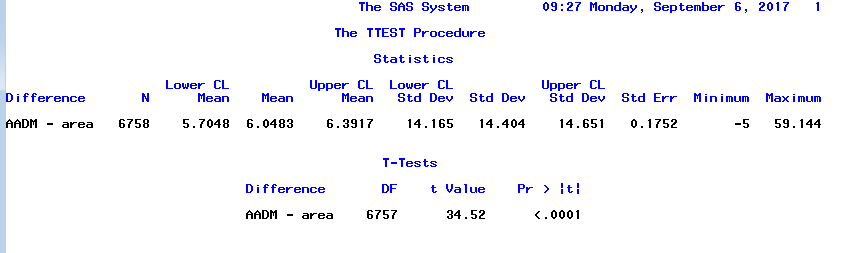 The SAS System 09:27 Monday, September 6, 2017 1
The TTEST Procedure
Statistics
Lower CL Upper CL Lower CL Upper CL
Difference N Mean Mean Mean Std Dev Std Dev Std Dev Std Err Minimum Maximum
AADM - area 6758 5.7048 6.0483 6.3917 14.165 14.404 14.651 0.1752 -5 59.144
T-Tests
Difference DF t Value Pr > |t|
AADM - area 6757 34.52 <.0001